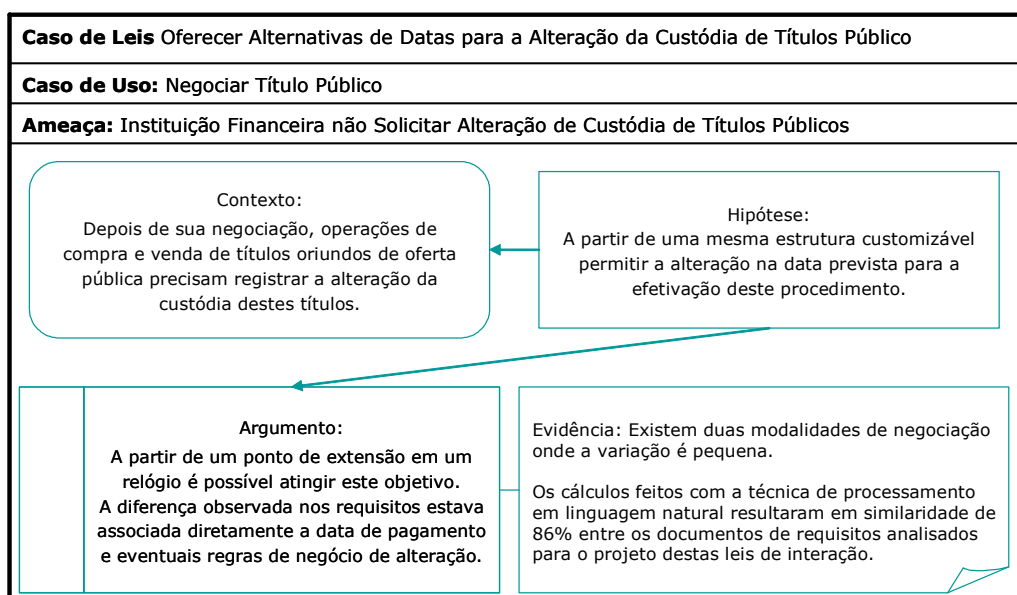 Caso de Leis Oferecer Alternativas de Datas para a Alteração da Custódia de Títulos Público
Caso de Uso: Negociar Título Público
Ameaça: Instituição Financeira não Solicitar Alteração de Custódia de Títulos Públicos
Contexto:
Depois de sua negociação, operações de
compra e venda de títulos oriundos de oferta
pública precisam registrar a alteração da
custódia destes títulos.
Hipótese:
A partir de uma mesma estrutura customizável
permitir a alteração na data prevista para a
efetivação deste procedimento.
Argumento:
A partir de um ponto de extensão em um
relógio é possível atingir este objetivo.
A diferença observada nos requisitos estava
associada diretamente a data de pagamento
e eventuais regras de negócio de alteração.
Evidência: Existem duas modalidades de negociação
onde a variação é pequena.
Os cálculos feitos com a técnica de processamento
em linguagem natural resultaram em similaridade de
86% entre os documentos de requisitos analisados
para o projeto destas leis de interação.